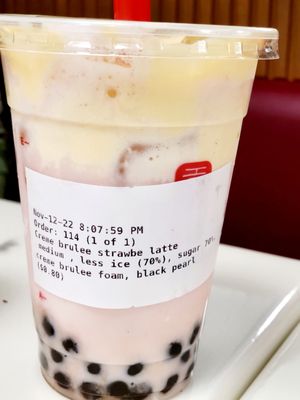 Nov-12-22 8:07:59 PM
Order: 114 (1 of 1)
Creme brulee strawbe latte
medium , less ice (70%), sugar 70%,
creme brulee foam, black pearl
($0.80)